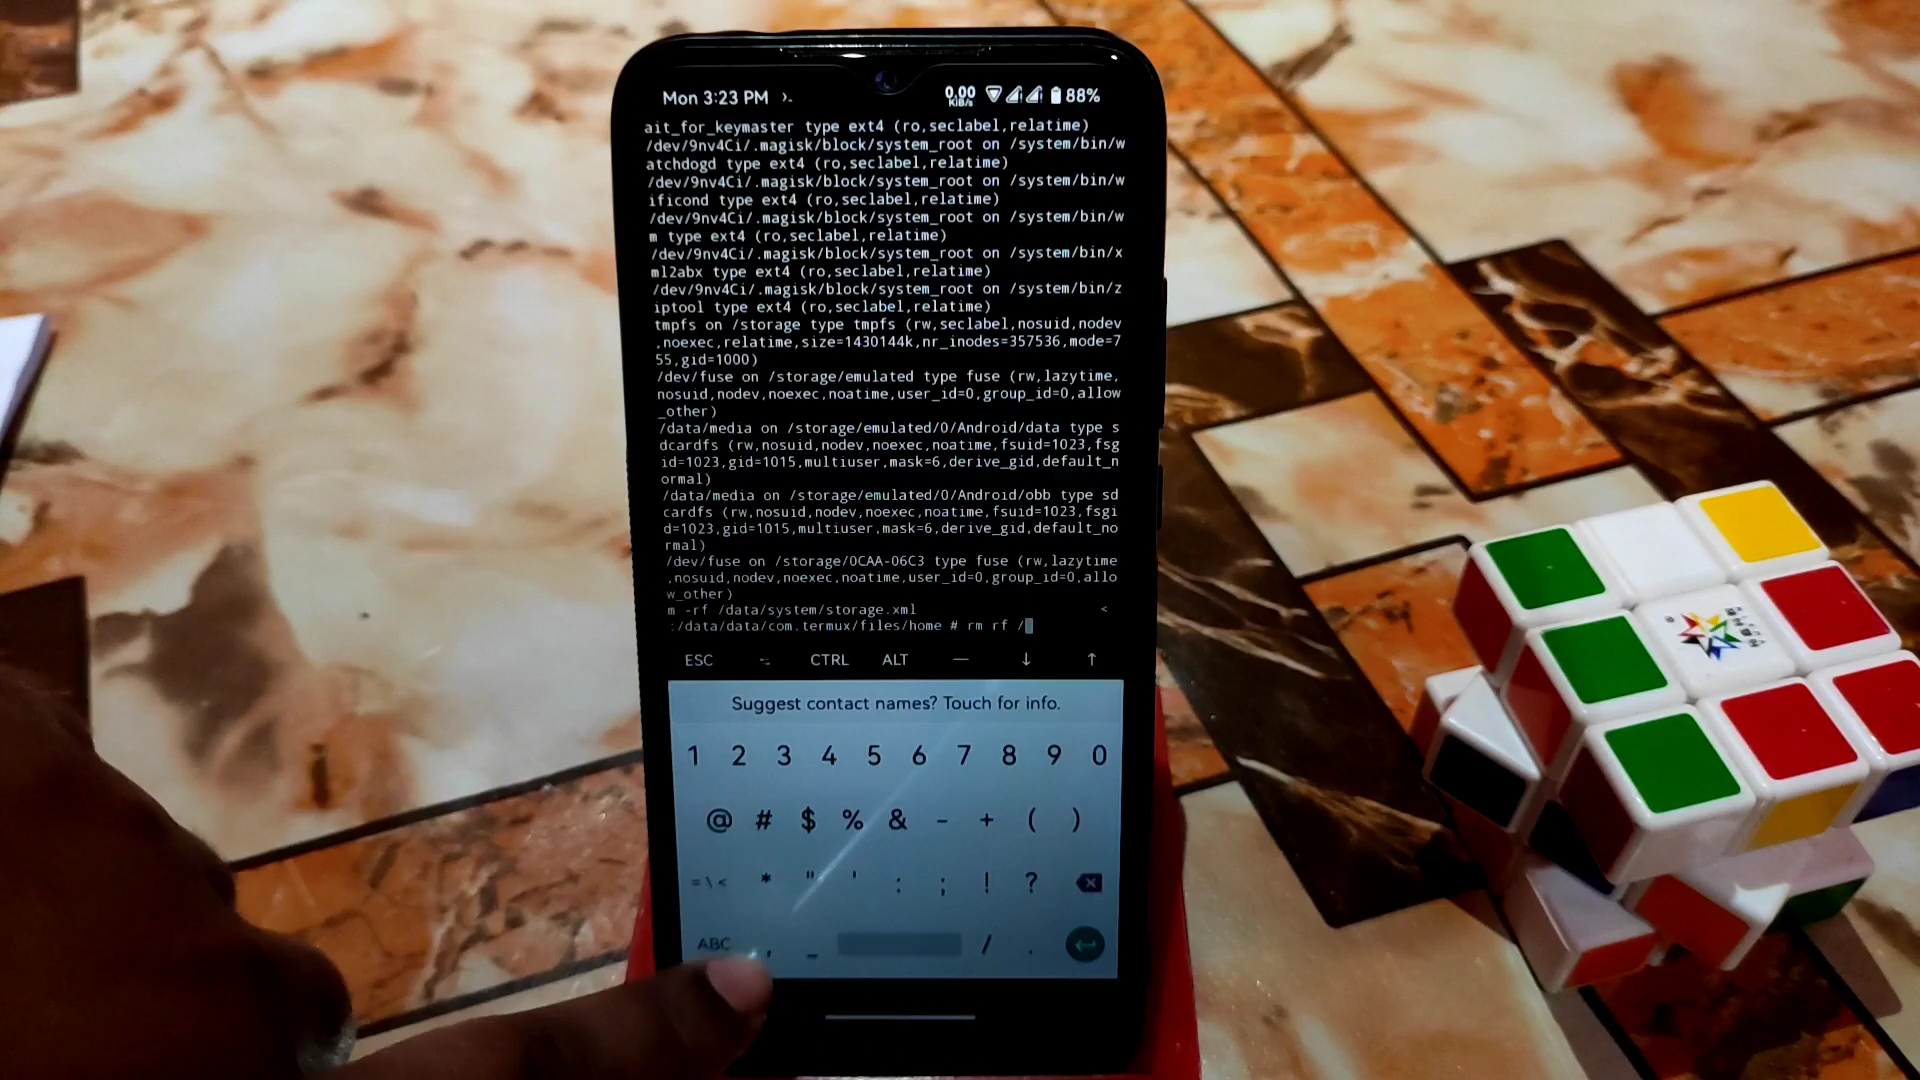 Mon 3:23 PM
0.00
KiB/s
88%
ait_for_keymaster type ext4 (ro,seclabel,relatime)
/dev/9nv4Ci/.magisk/block/system_root on /system/bin/w
atchdogd type ext4 (ro,seclabel,relatime)
/dev/9nv4Ci/.magisk/block/system_root on /system/bin/w
ificond type ext4 (ro,seclabel,relatime)
/dev/9nv4Ci/.magisk/block/system_root on /system/bin/w
m type ext4 (ro,seclabel,relatime)
/dev/9nv4Ci/.magisk/block/system_root on /system/bin/x
ml2abx type ext4 (ro,seclabel,relatime)
/dev/9nv4Ci/.magisk/block/system_root on /system/bin/z
iptool type ext4 (ro,seclabel,relatime)
tmpfs on /storage type tmpfs (rw,seclabel,nosuid,nodev
,noexec,relatime,size=1430144k,nr_inodes=357536,mode=7
55,gid=1000)
/dev/fuse on /storage/emulated type fuse (rw,lazytime,
nosuid,nodev,noexec,noatime,user_id=0,group_id=0,allow
_other)
/data/media on /storage/emulated/0/Android/data type s
dcardfs (rw,nosuid,nodev,noexec,noatime,fsuid=1023,fsg
id=1023,gid=1015,multiuser,mask=6,derive_gid,default_n
ormal)
/data/media on /storage/emulated/0/Android/obb type sd
cardfs (rw,nosuid,nodev,noexec,noatime,fsuid=1023,fsgi
d=1023,gid=1015,multiuser,mask=6,derive_gid,default_no
rmal)
/dev/fuse on /storage/0CAA-06C3 type fuse (rw,lazytime
,nosuid,nodev,noexec,noatime,user_id=0,group_id=0,allo
w_other)
m -rf /data/system/storage.xml <
:/data/data/com.termux/files/home # rm rf /
ESC CTRL ALT — ↓ ↑
Suggest contact names? Touch for info.
1 2 3 4 5 6 7 8 9 0
@ # $ % & - + ( )
= \ < * " ' : ; ! ?
ABC , _ / .